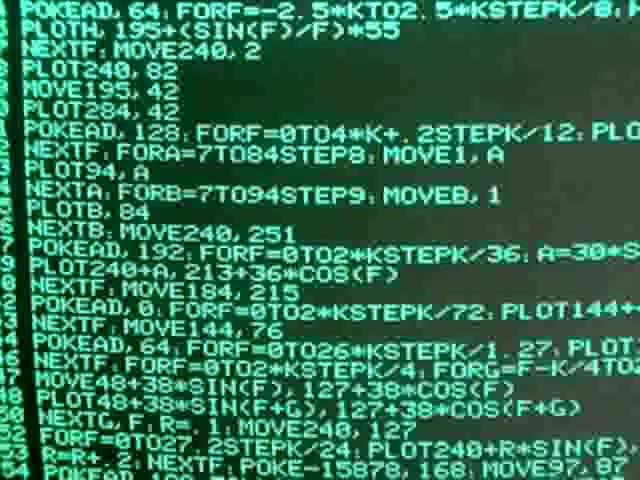 POKEAD,64:FORF=-2.5*KTO2.5*KSTEPK/8:
PLOTH,195+(SIN(F)/F)*55
NEXTF:MOVE240,2
PLOT240,82
MOVE195,42
PLOT284,42
POKEAD,128:FORF=0TO4*K+.2STEPK/12:PLO
NEXTF:FORA=7TO84STEP8:MOVE1,A
PLOT94,A
NEXTA:FORB=7TO94STEP9:MOVEB,1
PLOTB,84
NEXTB:MOVE240,251
POKEAD,192:FORF=0TO2*KSTEPK/36:A=30*S
PLOT240+A,213+36*COS(F)
NEXTF:MOVE184,215
POKEAD,0:FORF=0TO2*KSTEPK/72:PLOT144+
NEXTF:MOVE144,76
POKEAD,64:FORF=0TO26*KSTEPK/1.27:PLOT
NEXTF:FORF=0TO2*KSTEPK/4:FORG=F-K/4TO
MOVE48+38*SIN(F),127+38*COS(F)
PLOT48+38*SIN(F+G),127+38*COS(F+G)
NEXTG,F:R=.1:MOVE240,127
FORF=0TO27.2STEPK/24:PLOT240+R*SIN(F),
R=R+.2:NEXTF:POKE-15878,168:MOVE97,87